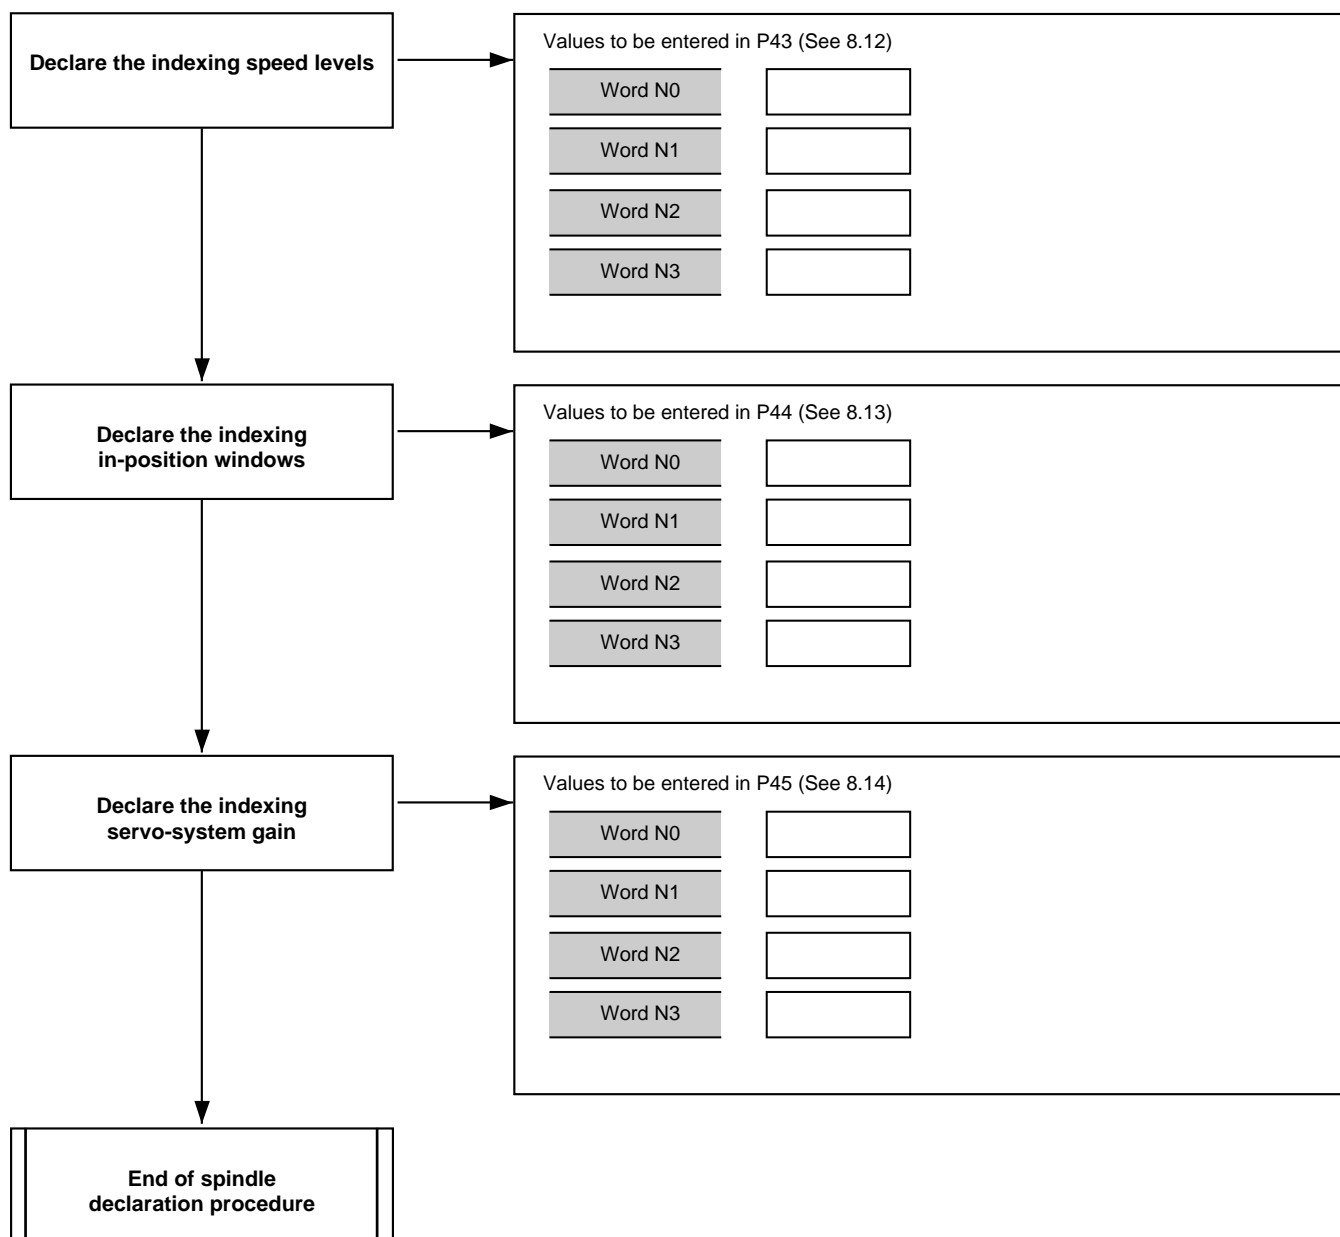 Declare the indexing speed levels
Values to be entered in P43 (See 8.12)
Word N0
Word N1
Word N2
Word N3
Declare the indexing
in-position windows
Values to be entered in P44 (See 8.13)
Word N0
Word N1
Word N2
Word N3
Declare the indexing
servo-system gain
Values to be entered in P45 (See 8.14)
Word N0
Word N1
Word N2
Word N3
End of spindle
declaration procedure